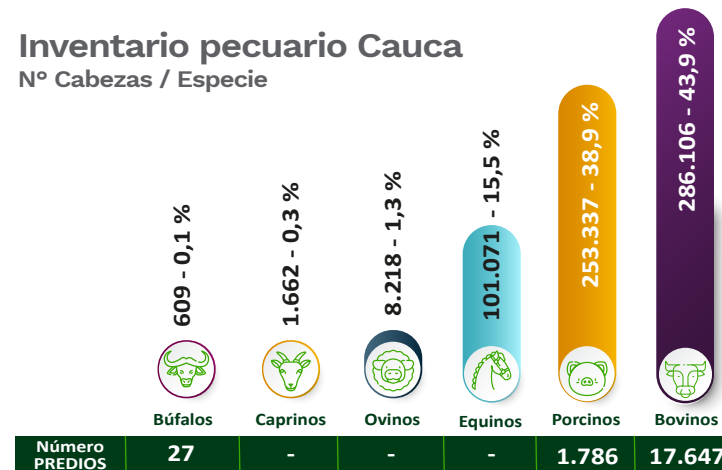 Inventario pecuario Cauca
N° Cabezas / Especie
609 - 0,1 %
1.662 - 0,3 %
8.218 - 1,3 %
101.071 - 15,5 %
253.337 - 38,9 %
286.106 - 43,9 %
Búfalos Caprinos Ovinos Equinos Porcinos Bovinos
Número
PREDIOS 27 - - - 1.786 17.647